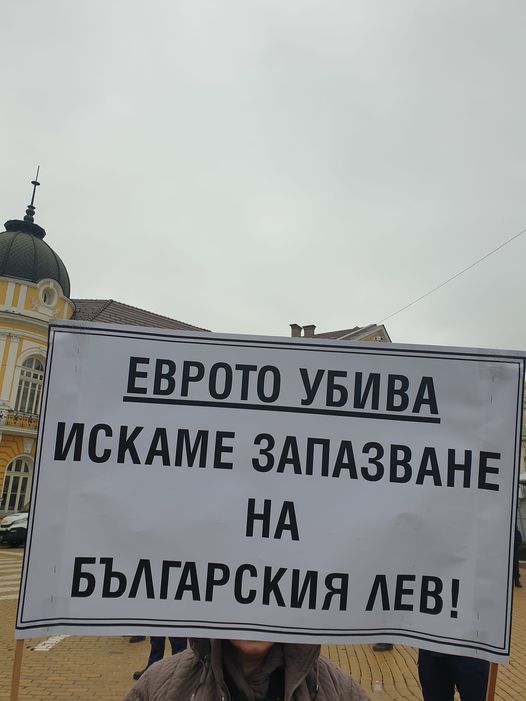 ЕВРОТО УБИВА
ИСКАМЕ ЗАПАЗВАНЕ
НА
БЪЛГАРСКИЯ ЛЕВ!